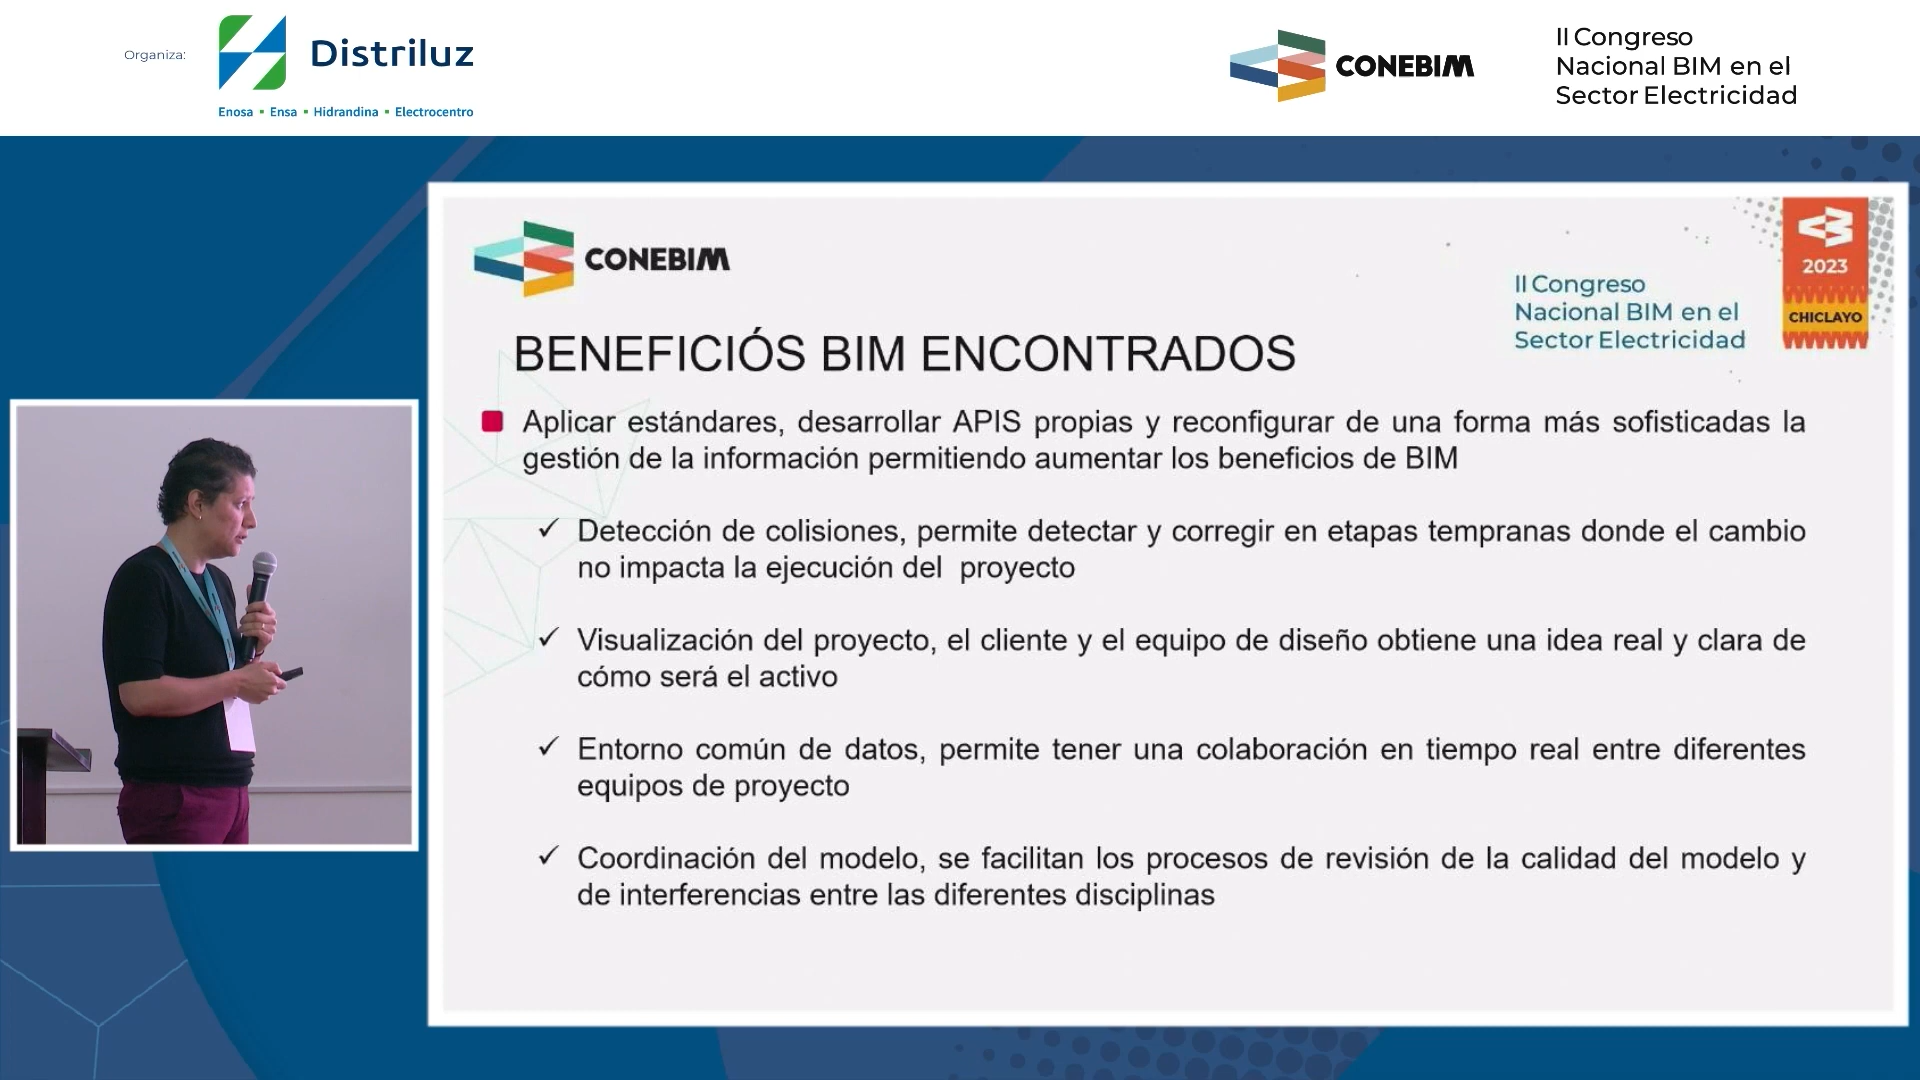 Organiza:
Distriluz
Enosa ▪ Ensa ▪ Hidrandina ▪ Electrocentro
CONEBIM
II Congreso
Nacional BIM en el
Sector Electricidad
CONEBIM
2023
CHICLAYO
II Congreso
Nacional BIM en el
Sector Electricidad
BENEFICIÓS BIM ENCONTRADOS
Aplicar estándares, desarrollar APIS propias y reconfigurar de una forma más sofisticadas la
gestión de la información permitiendo aumentar los beneficios de BIM
✓ Detección de colisiones, permite detectar y corregir en etapas tempranas donde el cambio
no impacta la ejecución del proyecto
✓ Visualización del proyecto, el cliente y el equipo de diseño obtiene una idea real y clara de
cómo será el activo
✓ Entorno común de datos, permite tener una colaboración en tiempo real entre diferentes
equipos de proyecto
✓ Coordinación del modelo, se facilitan los procesos de revisión de la calidad del modelo y
de interferencias entre las diferentes disciplinas